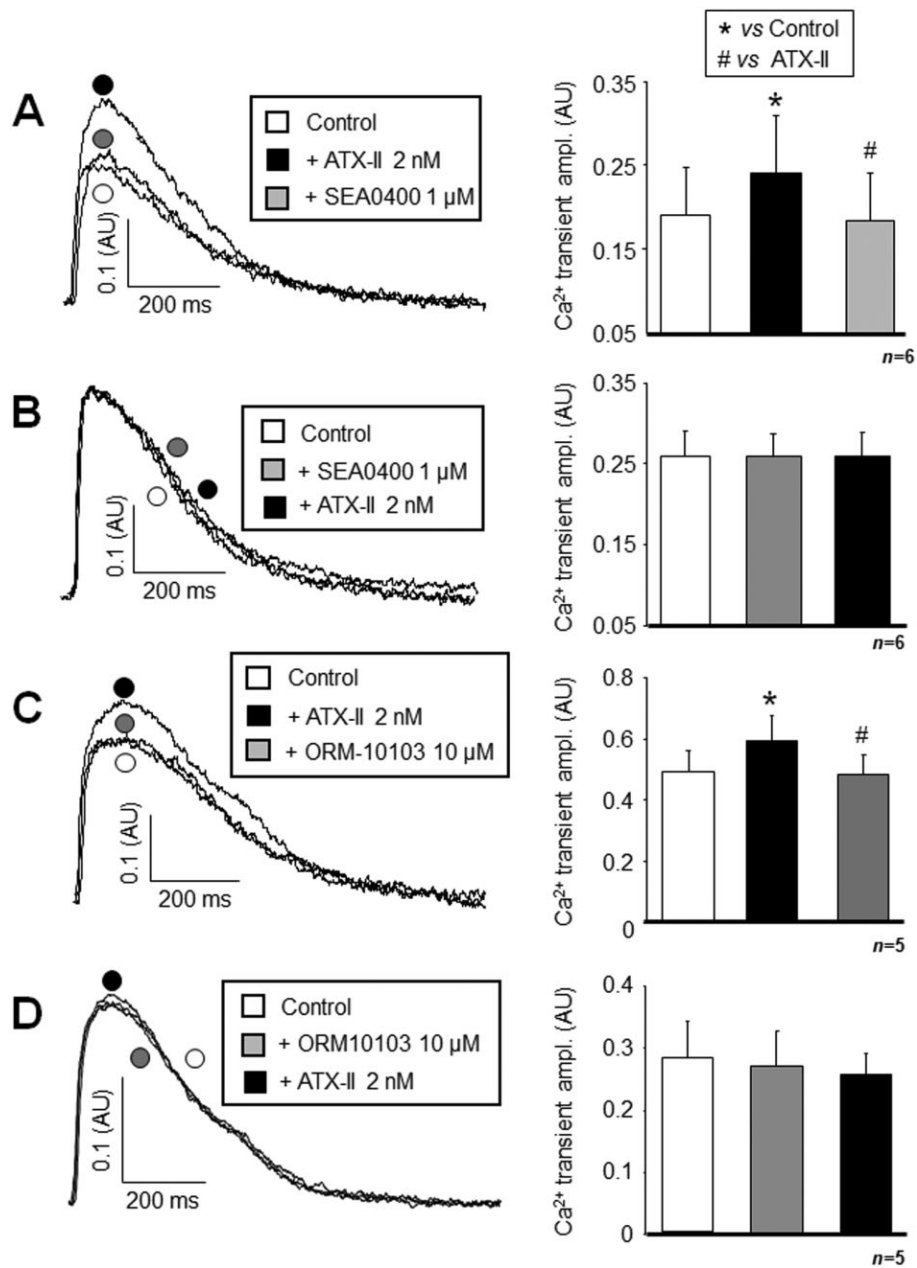 * vs Control
# vs ATX-II
A
Control
+ ATX-II 2 nM
+ SEA0400 1 µM
0.1 (AU)
200 ms
Ca²⁺ transient ampl. (AU)
0.35
0.25
0.15
0.05
*
#
n=6
B
Control
+ SEA0400 1 µM
+ ATX-II 2 nM
0.1 (AU)
200 ms
Ca²⁺ transient ampl. (AU)
0.35
0.25
0.15
0.05
n=6
C
Control
+ ATX-II 2 nM
+ ORM-10103 10 µM
0.1 (AU)
200 ms
Ca²⁺ transient ampl. (AU)
0.8
0.6
0.4
0.2
0
*
#
n=5
D
Control
+ ORM10103 10 µM
+ ATX-II 2 nM
0.1 (AU)
200 ms
Ca²⁺ transient ampl. (AU)
0.4
0.3
0.2
0.1
0
n=5